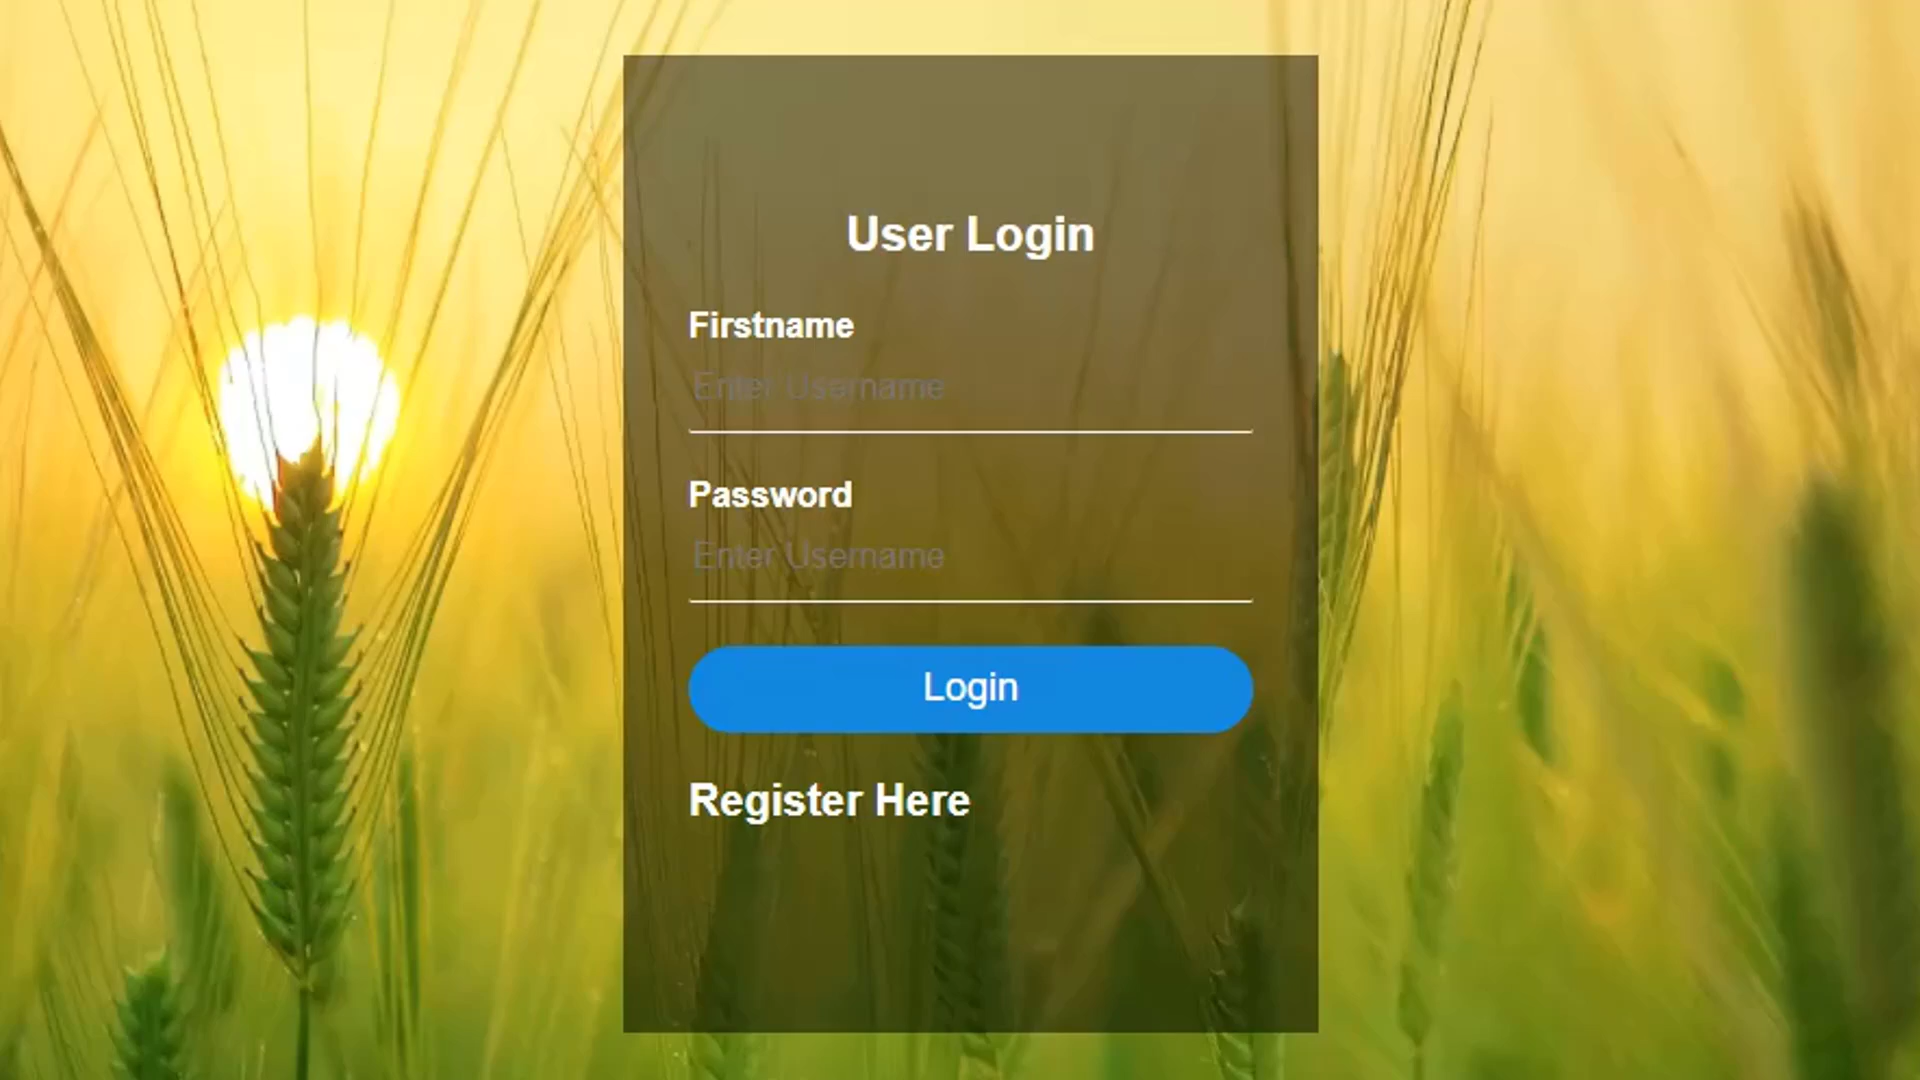 User Login
Firstname
Enter Username
Password
Enter Username
Login
Register Here